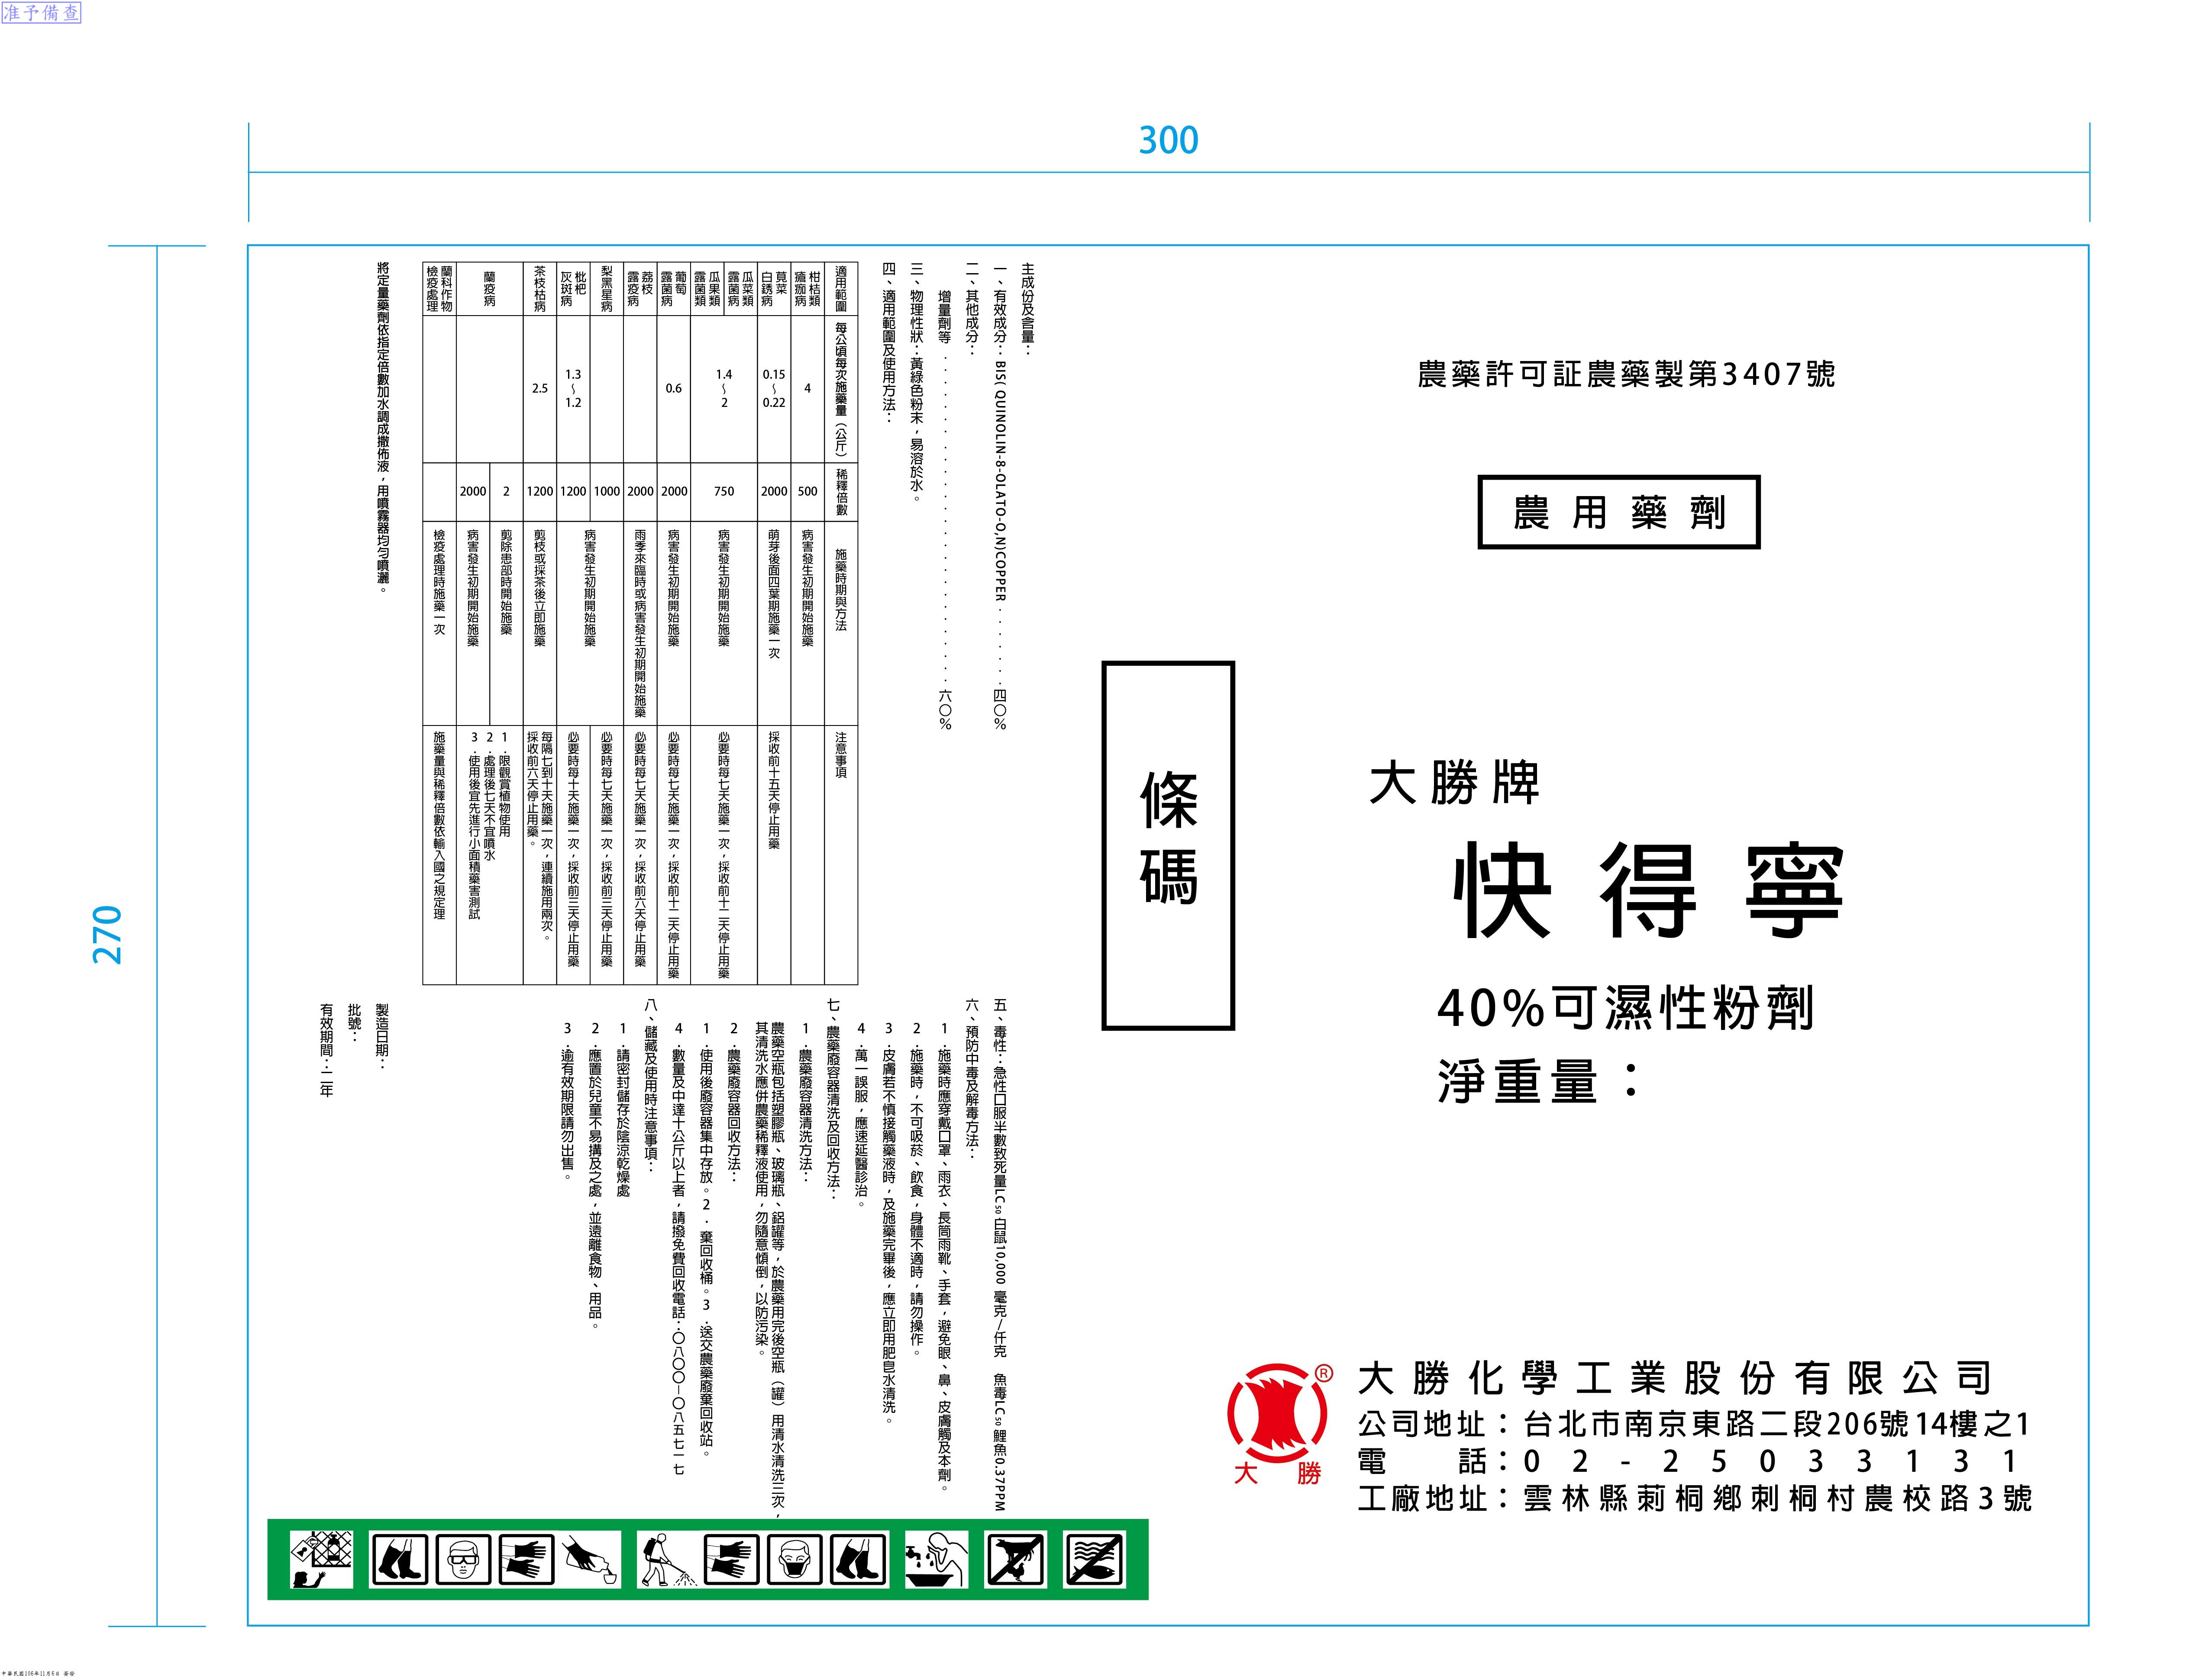 准予備查
300
270
農藥許可証農藥製第3407號
農用藥劑
大勝牌
快得寧
40%可濕性粉劑
淨重量：
條碼
大勝化學工業股份有限公司
公司地址：台北市南京東路二段206號14樓之1
電話：02-25033131
工廠地址：雲林縣莿桐鄉刺桐村農校路3號
®
大勝
主成份及含量：
一、有效成分：BIS( QUINOLIN-8-OLATO-O,N)COPPER . . . . . . . 四〇%
二、其他成分：
增量劑等 . . . . . . . . . . . . . . . . . . . . . . . . . 六〇%
三、物理性狀：黃綠色粉末，易溶於水。
四、適用範圍及使用方法：
適用範圍 每公頃每次施藥量（公斤） 稀釋倍數 施藥時期與方法 注意事項
柑桔類瘡痂病 4 500 病害發生初期開始施藥
莧菜白銹病 0.15～0.22 2000 萌芽後面四葉期施藥一次 採收前十五天停止用藥
瓜菜類露菌病 1.4～2 750 病害發生初期開始施藥 必要時每七天施藥一次，採收前十二天停止用藥
瓜果類露菌類
葡萄露菌病 0.6 2000 病害發生初期開始施藥 必要時每七天施藥一次，採收前十二天停止用藥
荔枝露疫病 2000 雨季來臨時或病害發生初期開始施藥 必要時每七天施藥一次，採收前六天停止用藥
梨黑星病 1000 病害發生初期開始施藥 必要時每七天施藥一次，採收前三天停止用藥
枇杷灰斑病 1.3～1.2 1200 必要時每十天施藥一次，採收前三天停止用藥
茶枝枯病 2.5 1200 剪枝或採茶後立即施藥 每隔七到十天施藥一次，連續施用兩次。採收前六天停止用藥。
蘭疫病 2 剪除患部時開始施藥 1.限觀賞植物使用
2000 病害發生初期開始施藥 2.處理後七天不宜噴水
3.使用後宜先進行小面積藥害測試
蘭科作物檢疫處理 檢疫處理時施藥一次 施藥量與稀釋倍數依輸入國之規定理
將定量藥劑依指定倍數加水調成撒佈液，用噴霧器均勻噴灑。
五、毒性：急性口服半數致死量LC50白鼠10,000 毫克/仟克 魚毒LC50鯉魚0.37PPM
六、預防中毒及解毒方法：
1.施藥時應穿戴口罩、雨衣、長筒雨靴、手套，避免眼、鼻、皮膚觸及本劑。
2.施藥時，不可吸菸、飲食，身體不適時，請勿操作。
3.皮膚若不慎接觸藥液時，及施藥完畢後，應立即用肥皂水清洗。
4.萬一誤服，應速延醫診治。
七、農藥廢容器清洗及回收方法：
1.農藥廢容器清洗方法：
農藥空瓶包括塑膠瓶、玻璃瓶、鋁罐等，於農藥用完後空瓶（罐）用清水清洗三次，
其清洗水應併農藥稀釋液使用，勿隨意傾倒，以防污染。
2.農藥廢容器回收方法：
1.使用後廢容器集中存放。2.棄回收桶。3.送交農藥廢棄回收站。
4.數量及中達十公斤以上者，請撥免費回收電話：〇八〇〇－〇八五七一七
八、儲藏及使用時注意事項：
1.請密封儲存於陰涼乾燥處
2.應置於兒童不易搆及之處，並遠離食物、用品。
3.逾有效期限請勿出售。
製造日期：
批號：
有效期間：二年